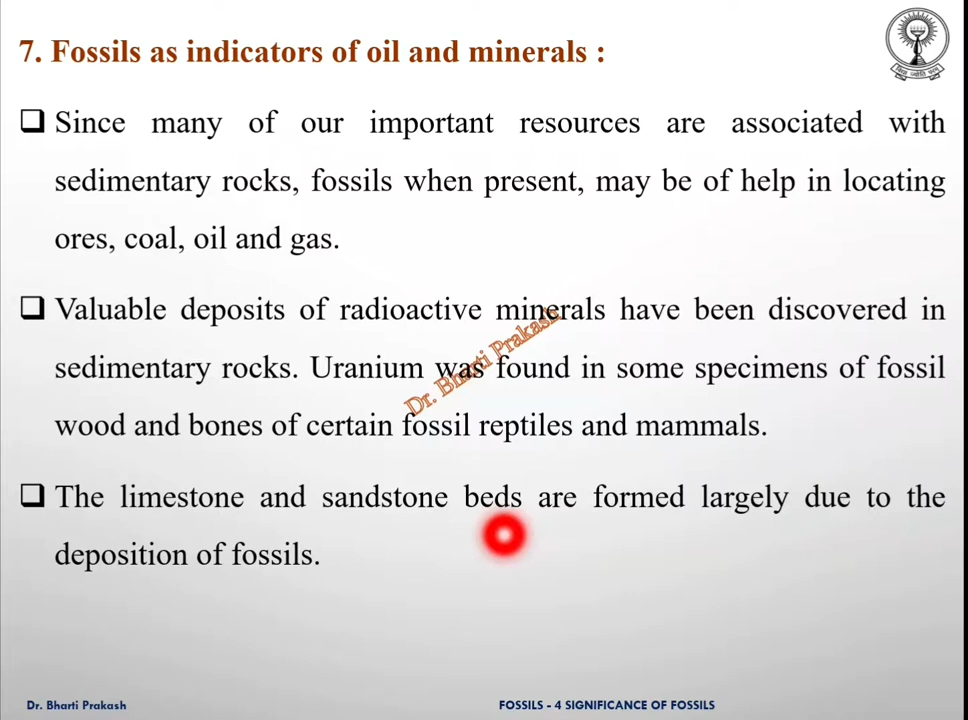 7. Fossils as indicators of oil and minerals :
Since many of our important resources are associated with
sedimentary rocks, fossils when present, may be of help in locating
ores, coal, oil and gas.
Valuable deposits of radioactive minerals have been discovered in
sedimentary rocks. Uranium was found in some specimens of fossil
wood and bones of certain fossil reptiles and mammals.
Dr. Bharti Prakash
The limestone and sandstone beds are formed largely due to the
deposition of fossils.
Dr. Bharti Prakash
FOSSILS - 4 SIGNIFICANCE OF FOSSILS